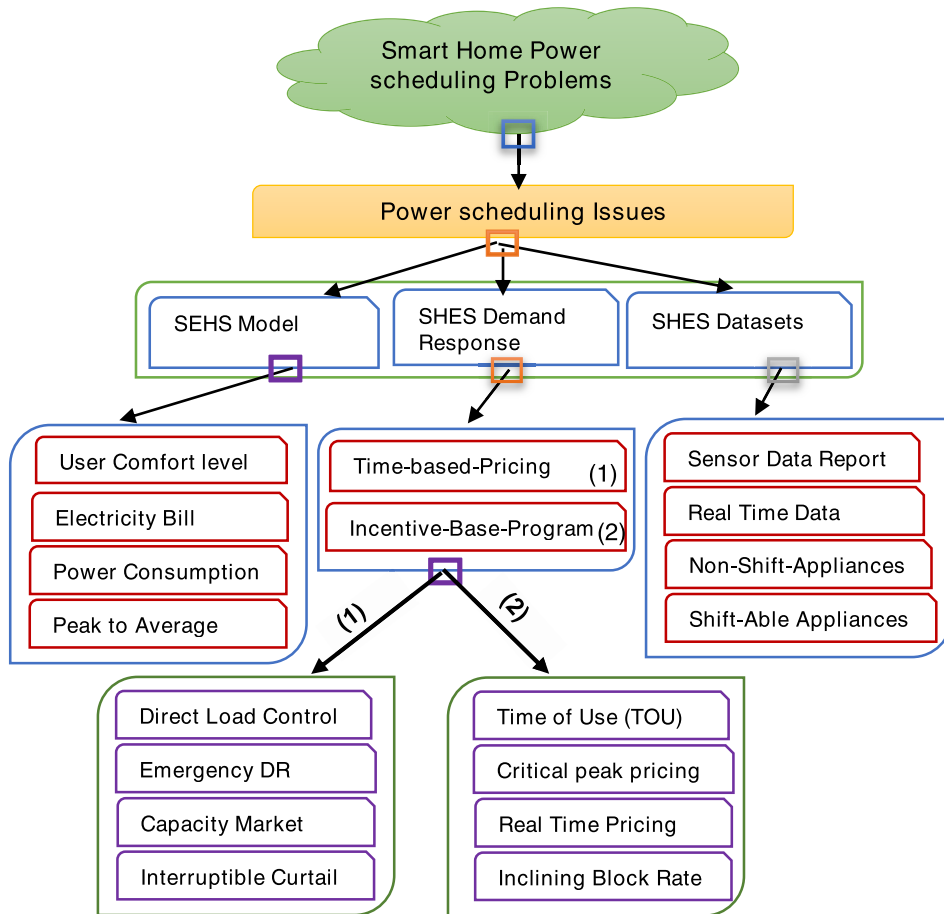 Smart Home Power
scheduling Problems
Power scheduling Issues
SEHS Model
SHES Demand
Response
SHES Datasets
User Comfort level
Electricity Bill
Power Consumption
Peak to Average
Time-based-Pricing (1)
Incentive-Base-Program (2)
Sensor Data Report
Real Time Data
Non-Shift-Appliances
Shift-Able Appliances
(1)
(2)
Direct Load Control
Emergency DR
Capacity Market
Interruptible Curtail
Time of Use (TOU)
Critical peak pricing
Real Time Pricing
Inclining Block Rate